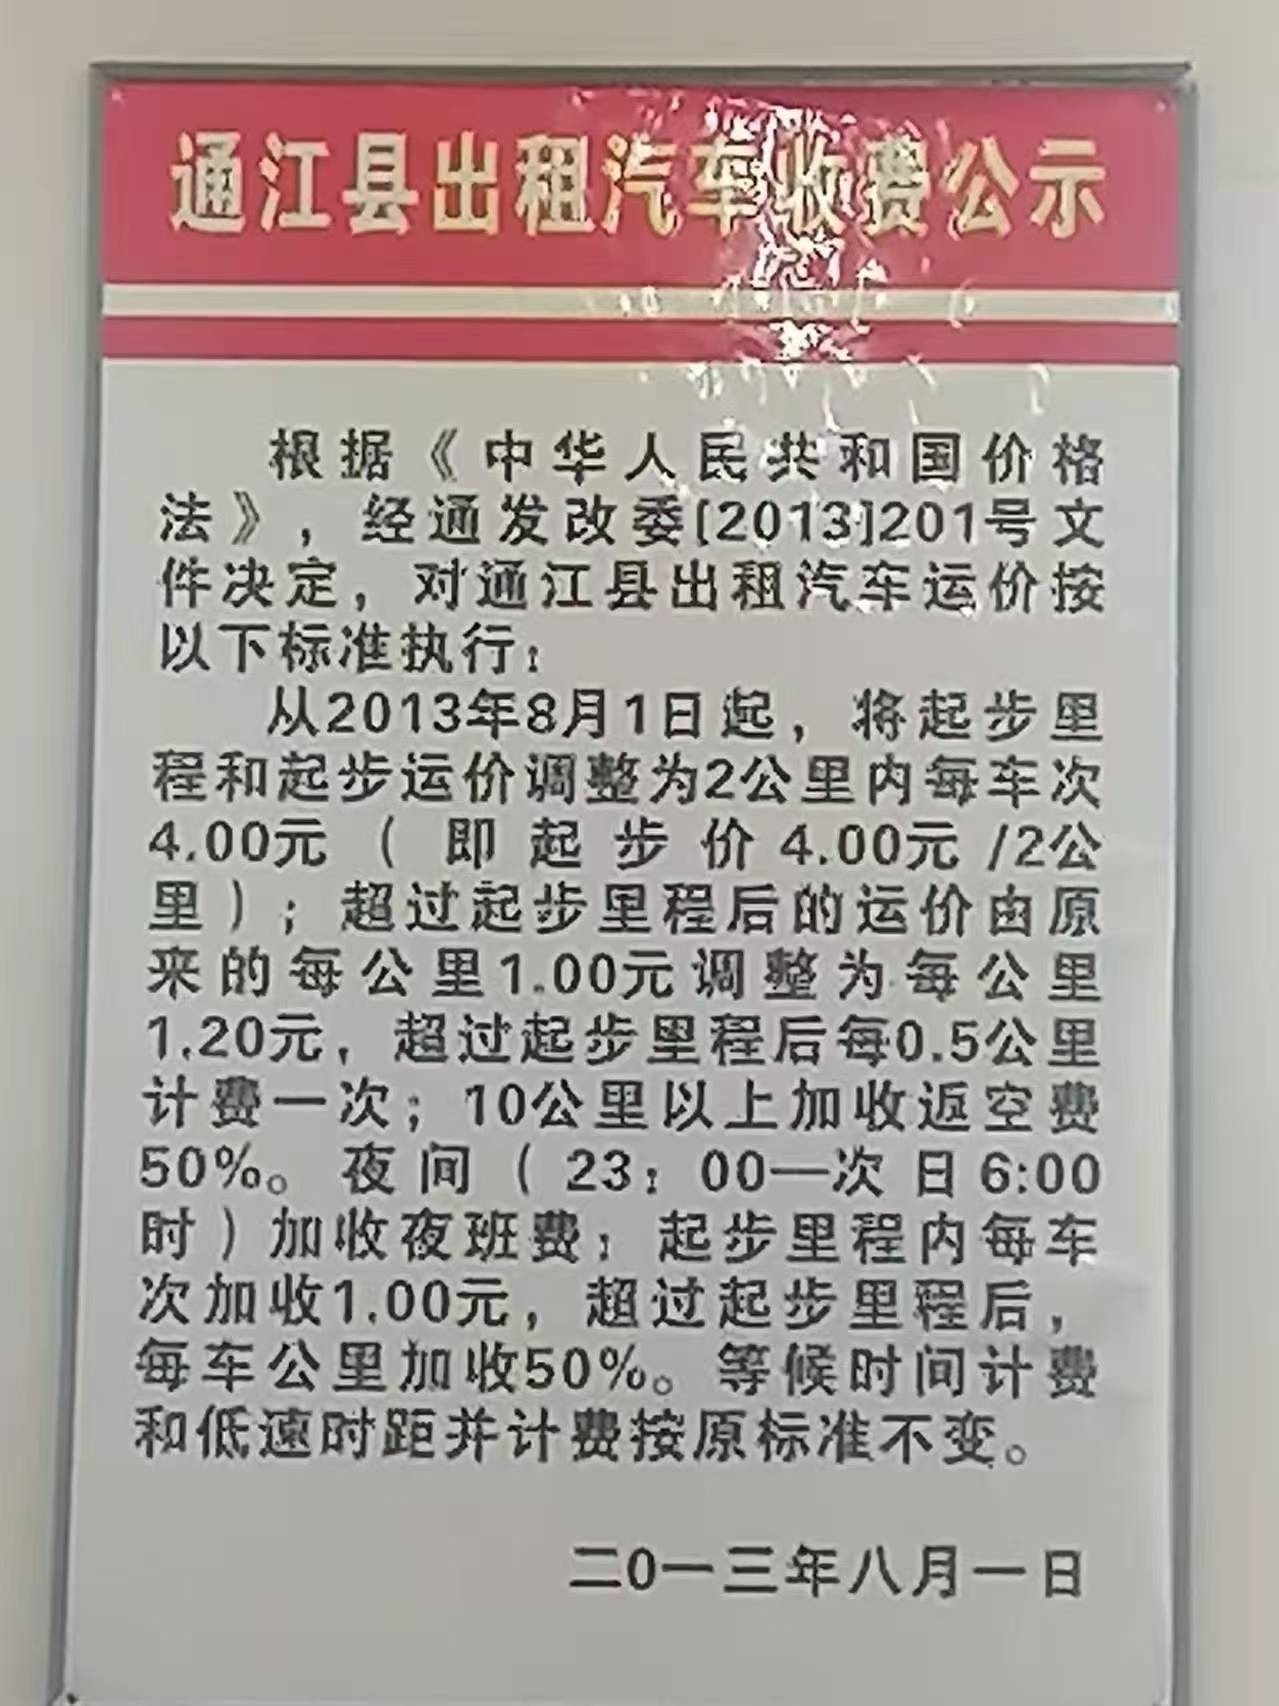 通江县出租汽车收费公示
根据《中华人民共和国价格
法》，经通发改委[2013]201号文
件决定，对通江县出租汽车运价按
以下标准执行：
从2013年8月1日起，将起步里
程和起步运价调整为2公里内每车次
4.00元（即起步价4.00元/2公
里）；超过起步里程后的运价由原
来的每公里1.00元调整为每公里
1.20元，超过起步里程后每0.5公里
计费一次；10公里以上加收返空费
50%。夜间（23：00—次日6:00
时）加收夜班费；起步里程内每车
次加收1.00元，超过起步里程后，
每车公里加收50%。等候时间计费
和低速时距并计费按原标准不变。
二0一三年八月一日